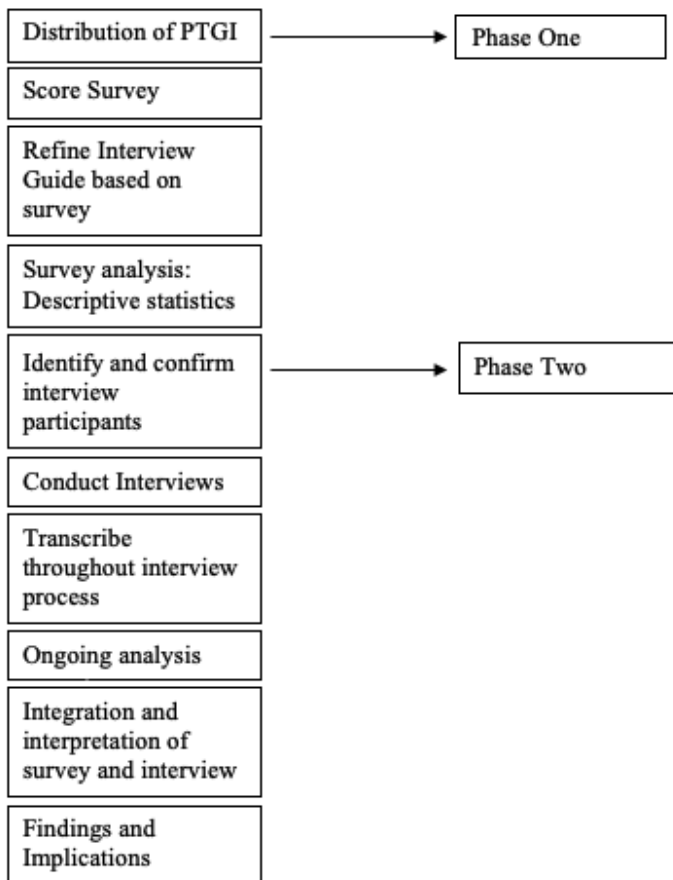 Distribution of PTGI
Phase One
Score Survey
Refine Interview
Guide based on
survey
Survey analysis:
Descriptive statistics
Identify and confirm
interview
participants
Phase Two
Conduct Interviews
Transcribe
throughout interview
process
Ongoing analysis
Integration and
interpretation of
survey and interview
Findings and
Implications